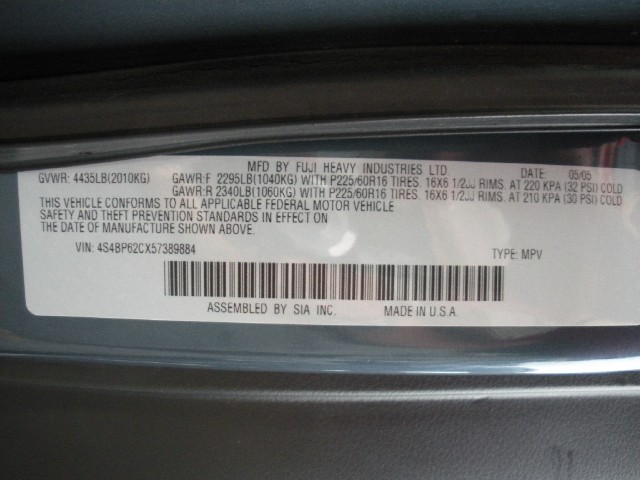 MFD BY FUJI HEAVY INDUSTRIES LTD.
DATE: 05/05
GVWR: 4435LB(2010KG) GAWR:F 2295LB(1040KG) WITH P225/60R16 TIRES. 16X6 1/2JJ RIMS. AT 220 KPA (32 PSI) COLD
GAWR:R 2340LB(1060KG) WITH P225/60R16 TIRES. 16X6 1/2JJ RIMS. AT 210 KPA (30 PSI) COLD
THIS VEHICLE CONFORMS TO ALL APPLICABLE FEDERAL MOTOR VEHICLE
SAFETY AND THEFT PREVENTION STANDARDS IN EFFECT ON
THE DATE OF MANUFACTURE SHOWN ABOVE.
VIN: 4S4BP62CX57389884 TYPE: MPV
ASSEMBLED BY SIA INC. MADE IN U.S.A.